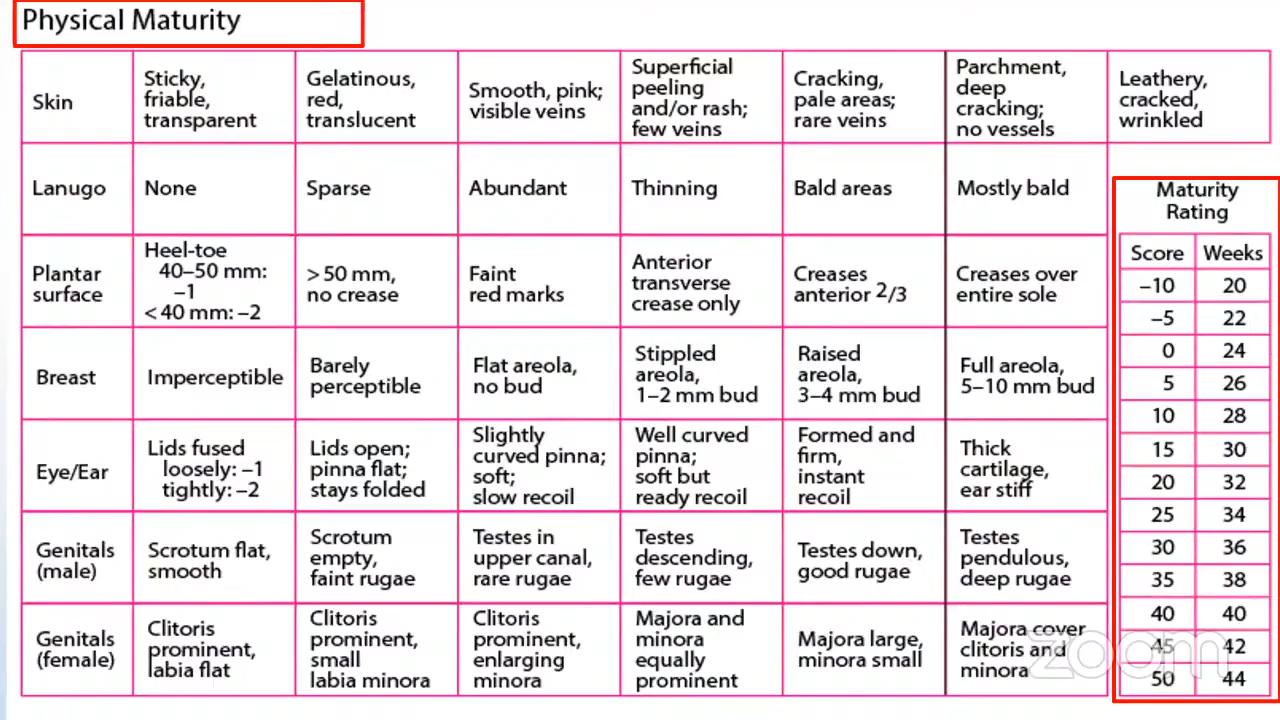 Physical Maturity
Skin
Sticky,
friable,
transparent
Gelatinous,
red,
translucent
Smooth, pink;
visible veins
Superficial
peeling
and/or rash;
few veins
Cracking,
pale areas;
rare veins
Parchment,
deep
cracking;
no vessels
Leathery,
cracked,
wrinkled
Lanugo
None
Sparse
Abundant
Thinning
Bald areas
Mostly bald
Plantar
surface
Heel-toe
40–50 mm:
–1
< 40 mm: –2
> 50 mm,
no crease
Faint
red marks
Anterior
transverse
crease only
Creases
anterior 2/3
Creases over
entire sole
Breast
Imperceptible
Barely
perceptible
Flat areola,
no bud
Stippled
areola,
1–2 mm bud
Raised
areola,
3–4 mm bud
Full areola,
5–10 mm bud
Eye/Ear
Lids fused
loosely: –1
tightly: –2
Lids open;
pinna flat;
stays folded
Slightly
curved pinna;
soft;
slow recoil
Well curved
pinna;
soft but
ready recoil
Formed and
firm,
instant
recoil
Thick
cartilage,
ear stiff
Genitals
(male)
Scrotum flat,
smooth
Scrotum
empty,
faint rugae
Testes in
upper canal,
rare rugae
Testes
descending,
few rugae
Testes down,
good rugae
Testes
pendulous,
deep rugae
Genitals
(female)
Clitoris
prominent,
labia flat
Clitoris
prominent,
small
labia minora
Clitoris
prominent,
enlarging
minora
Majora and
minora
equally
prominent
Majora large,
minora small
Majora cover
clitoris and
minora
Maturity
Rating
Score Weeks
–10 20
–5 22
0 24
5 26
10 28
15 30
20 32
25 34
30 36
35 38
40 40
45 42
50 44
zoom